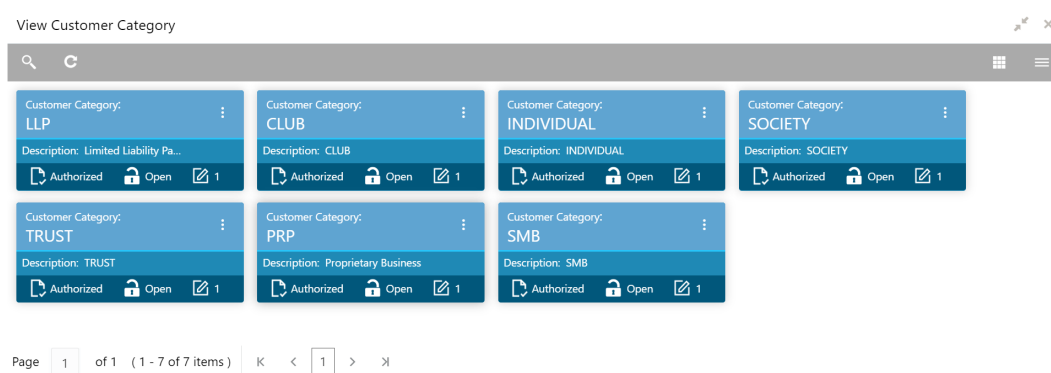 View Customer Category
Customer Category:
LLP
Description: Limited Liability Pa...
Authorized Open 1
Customer Category:
CLUB
Description: CLUB
Authorized Open 1
Customer Category:
INDIVIDUAL
Description: INDIVIDUAL
Authorized Open 1
Customer Category:
SOCIETY
Description: SOCIETY
Authorized Open 1
Customer Category:
TRUST
Description: TRUST
Authorized Open 1
Customer Category:
PRP
Description: Proprietary Business
Authorized Open 1
Customer Category:
SMB
Description: SMB
Authorized Open 1
Page 1 of 1 ( 1 - 7 of 7 items ) 1